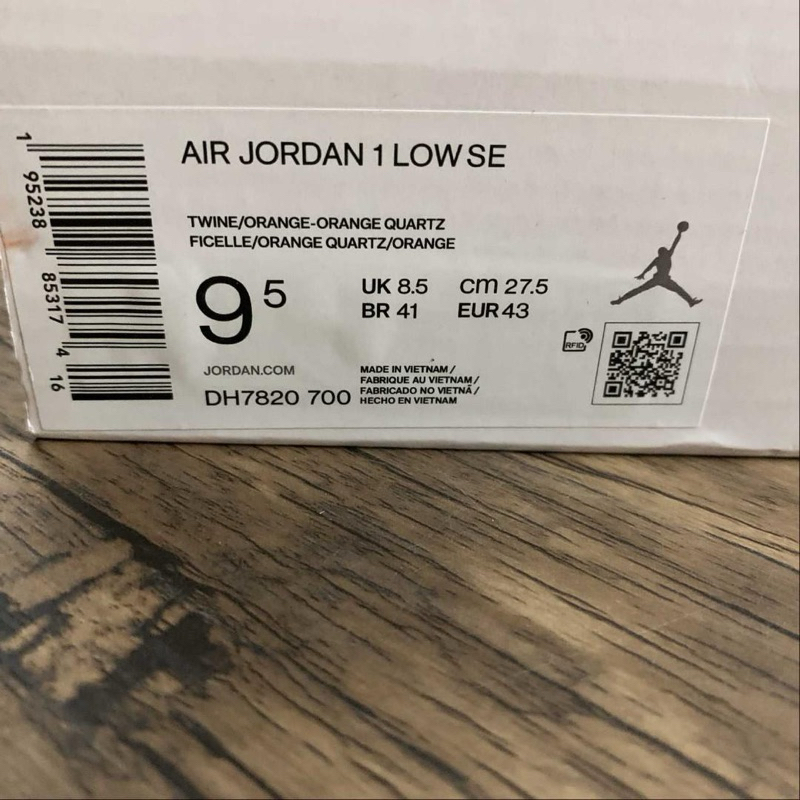 AIR JORDAN 1 LOW SE
TWINE/ORANGE-ORANGE QUARTZ
FICELLE/ORANGE QUARTZ/ORANGE
9 5
UK 8.5 cm 27.5
BR 41 EUR 43
RFID
JORDAN.COM
DH7820 700
MADE IN VIETNAM /
FABRIQUE AU VIETNAM /
FABRICADO NO VIETNÃ /
HECHO EN VIETNAM
1 95238 85317 4 16